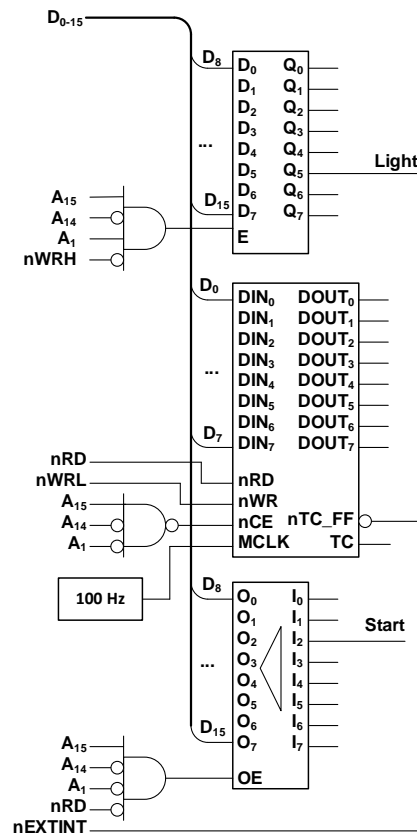 D₀₋₁₅
D₈ D₀ Q₀
D₁ Q₁
D₂ Q₂
... D₃ Q₃
D₄ Q₄
D₅ Q₅ Light
D₆ Q₆
A₁₅ D₁₅ D₇ Q₇
A₁₄
A₁ E
nWRH
D₀ DIN₀ DOUT₀
DIN₁ DOUT₁
DIN₂ DOUT₂
... DIN₃ DOUT₃
DIN₄ DOUT₄
DIN₅ DOUT₅
DIN₆ DOUT₆
D₇ DIN₇ DOUT₇
nRD nRD
nWRL nWR
A₁₅
A₁₄ nCE nTC_FF
A₁ MCLK TC
100 Hz
D₈ O₀ I₀
O₁ I₁
O₂ I₂ Start
... O₃ I₃
O₄ I₄
O₅ I₅
O₆ I₆
D₁₅ O₇ I₇
A₁₅
A₁₄
A₁ OE
nRD
nEXTINT